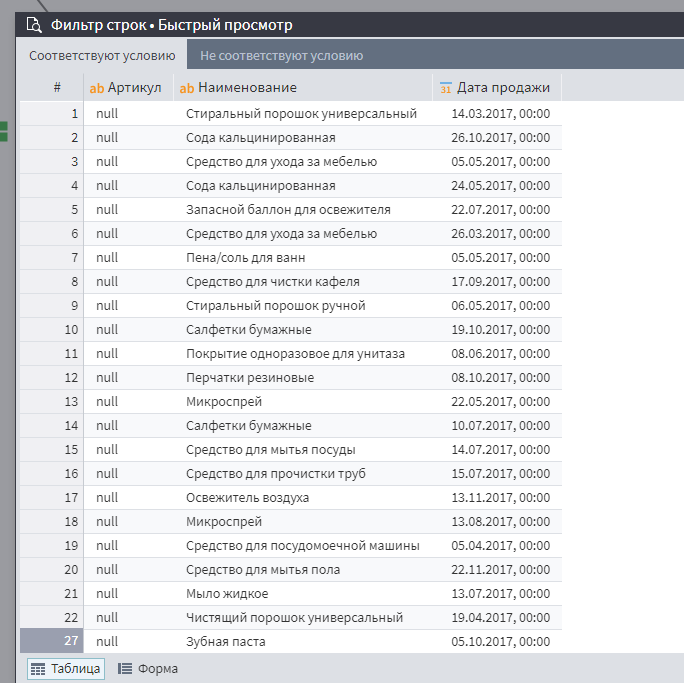 Фильтр строк • Быстрый просмотр
Соответствуют условию Не соответствуют условию
# ab Артикул ab Наименование 31 Дата продажи
1 null Стиральный порошок универсальный 14.03.2017, 00:00
2 null Сода кальцинированная 26.10.2017, 00:00
3 null Средство для ухода за мебелью 05.05.2017, 00:00
4 null Сода кальцинированная 24.05.2017, 00:00
5 null Запасной баллон для освежителя 22.07.2017, 00:00
6 null Средство для ухода за мебелью 26.03.2017, 00:00
7 null Пена/соль для ванн 05.05.2017, 00:00
8 null Средство для чистки кафеля 17.09.2017, 00:00
9 null Стиральный порошок ручной 06.05.2017, 00:00
10 null Салфетки бумажные 19.10.2017, 00:00
11 null Покрытие одноразовое для унитаза 08.06.2017, 00:00
12 null Перчатки резиновые 08.10.2017, 00:00
13 null Микроспрей 22.05.2017, 00:00
14 null Салфетки бумажные 10.07.2017, 00:00
15 null Средство для мытья посуды 14.07.2017, 00:00
16 null Средство для прочистки труб 15.07.2017, 00:00
17 null Освежитель воздуха 13.11.2017, 00:00
18 null Микроспрей 13.08.2017, 00:00
19 null Средство для посудомоечной машины 05.04.2017, 00:00
20 null Средство для мытья пола 22.11.2017, 00:00
21 null Мыло жидкое 13.07.2017, 00:00
22 null Чистящий порошок универсальный 19.04.2017, 00:00
27 null Зубная паста 05.10.2017, 00:00
Таблица Форма